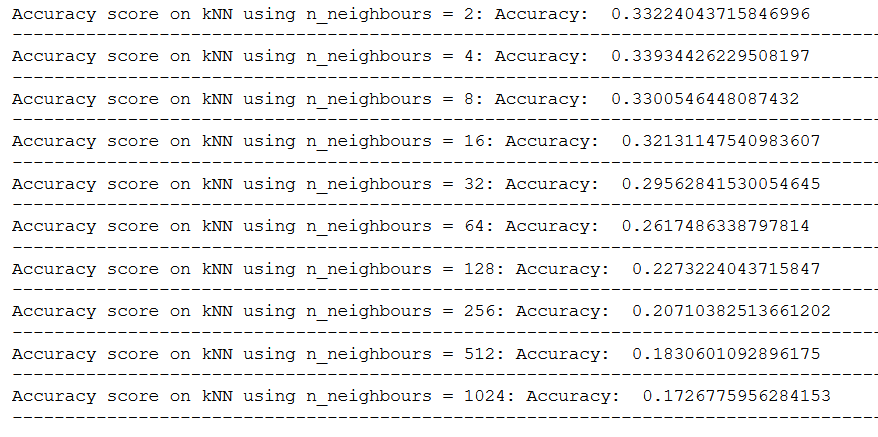 Accuracy score on kNN using n_neighbours = 2: Accuracy:  0.33224043715846996
--------------------------------------------------------------------------------
Accuracy score on kNN using n_neighbours = 4: Accuracy:  0.33934426229508197
--------------------------------------------------------------------------------
Accuracy score on kNN using n_neighbours = 8: Accuracy:  0.3300546448087432
--------------------------------------------------------------------------------
Accuracy score on kNN using n_neighbours = 16: Accuracy:  0.32131147540983607
--------------------------------------------------------------------------------
Accuracy score on kNN using n_neighbours = 32: Accuracy:  0.29562841530054645
--------------------------------------------------------------------------------
Accuracy score on kNN using n_neighbours = 64: Accuracy:  0.2617486338797814
--------------------------------------------------------------------------------
Accuracy score on kNN using n_neighbours = 128: Accuracy:  0.2273224043715847
--------------------------------------------------------------------------------
Accuracy score on kNN using n_neighbours = 256: Accuracy:  0.20710382513661202
--------------------------------------------------------------------------------
Accuracy score on kNN using n_neighbours = 512: Accuracy:  0.1830601092896175
--------------------------------------------------------------------------------
Accuracy score on kNN using n_neighbours = 1024: Accuracy:  0.1726775956284153
--------------------------------------------------------------------------------